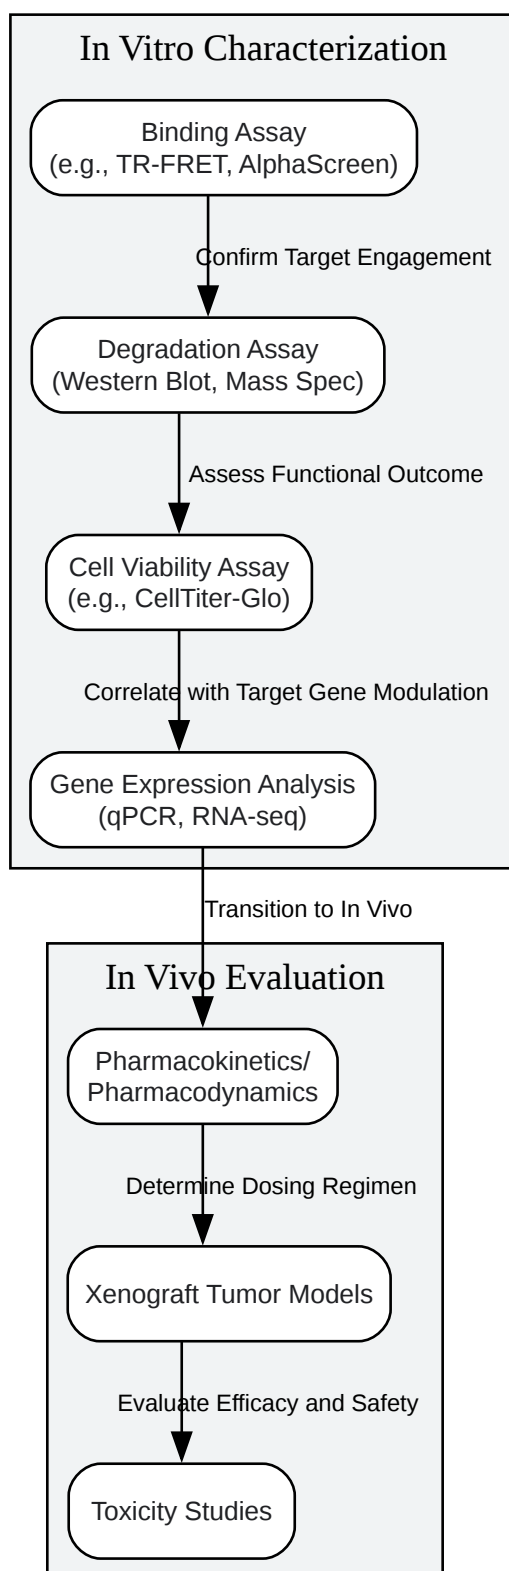 In Vitro Characterization
Binding Assay
(e.g., TR-FRET, AlphaScreen)
Confirm Target Engagement
Degradation Assay
(Western Blot, Mass Spec)
Assess Functional Outcome
Cell Viability Assay
(e.g., CellTiter-Glo)
Correlate with Target Gene Modulation
Gene Expression Analysis
(qPCR, RNA-seq)
Transition to In Vivo
In Vivo Evaluation
Pharmacokinetics/
Pharmacodynamics
Determine Dosing Regimen
Xenograft Tumor Models
Evaluate Efficacy and Safety
Toxicity Studies